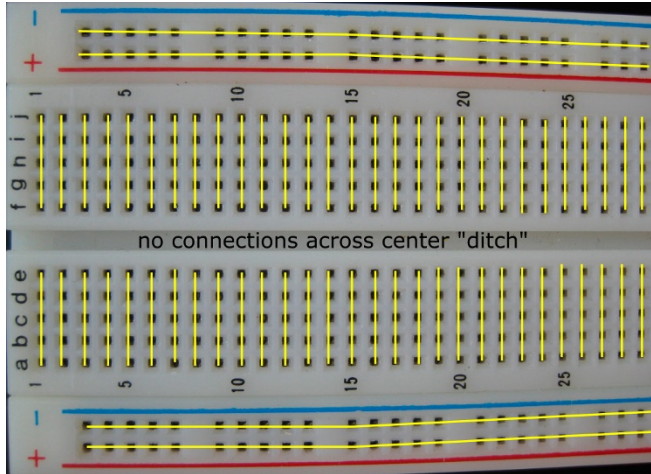 -
+
1 5 10 15 20 25
j
i
h
g
f
no connections across center "ditch"
e
d
c
b
a
1 5 10 15 20 25
-
+